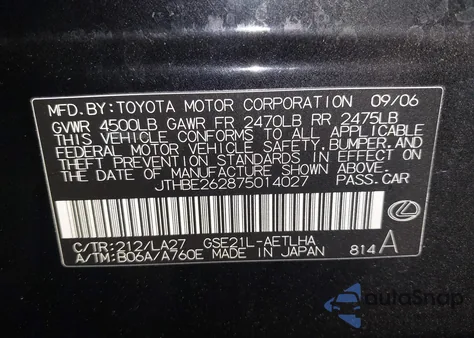 MFD. BY: TOYOTA MOTOR CORPORATION 09/06
GVWR 4500LB GAWR FR 2470LB RR 2475LB
THIS VEHICLE CONFORMS TO ALL APPLICABLE
FEDERAL MOTOR VEHICLE SAFETY, BUMPER, AND
THEFT PREVENTION STANDARDS IN EFFECT ON
THE DATE OF MANUFACTURE SHOWN ABOVE.
JTHBE262875014027 PASS. CAR
C/TR: 212/LA27 GSE21L-AETLHA
A/TM: B06A/A760E MADE IN JAPAN 814 A
autoSnap